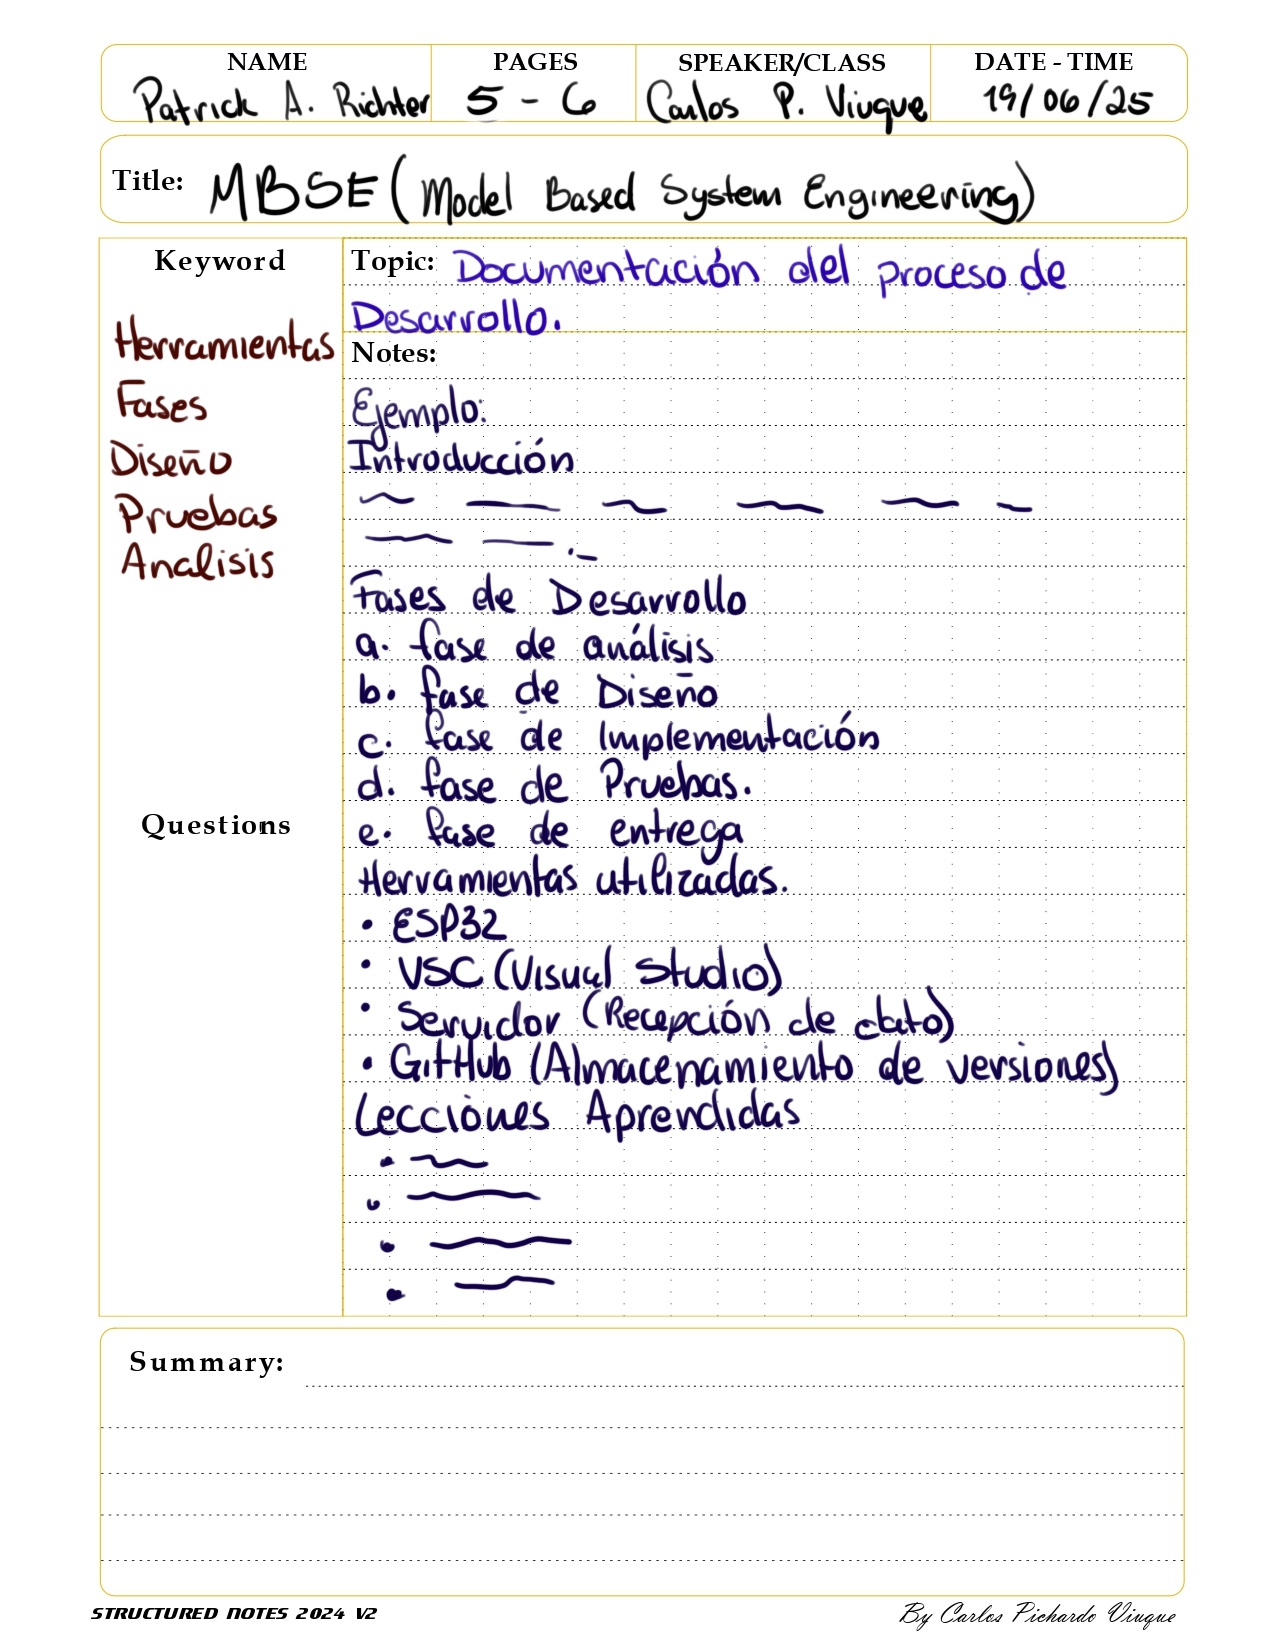 NAME PAGES SPEAKER/CLASS DATE - TIME
Patrick A. Richter 5 - 6 Carlos P. Viuque 19/06/25
Title: MBSE (Model Based System Engineering)
Keyword
Herramientas
Fases
Diseño
Pruebas
Analisis
Questions
Topic: Documentación del proceso de
Desarrollo.
Notes:
Ejemplo:
Introducción
Fases de Desarrollo
a. fase de análisis
b. fase de Diseño
c. fase de Implementación
d. fase de Pruebas.
e. fase de entrega
Herramientas utilizadas.
• ESP32
• VSC (Visual Studio)
• Servidor (Recepción de dato)
• GitHub (Almacenamiento de versiones)
Lecciones Aprendidas
Summary:
STRUCTURED NOTES 2024 V2
By Carlos Pichardo Viuque